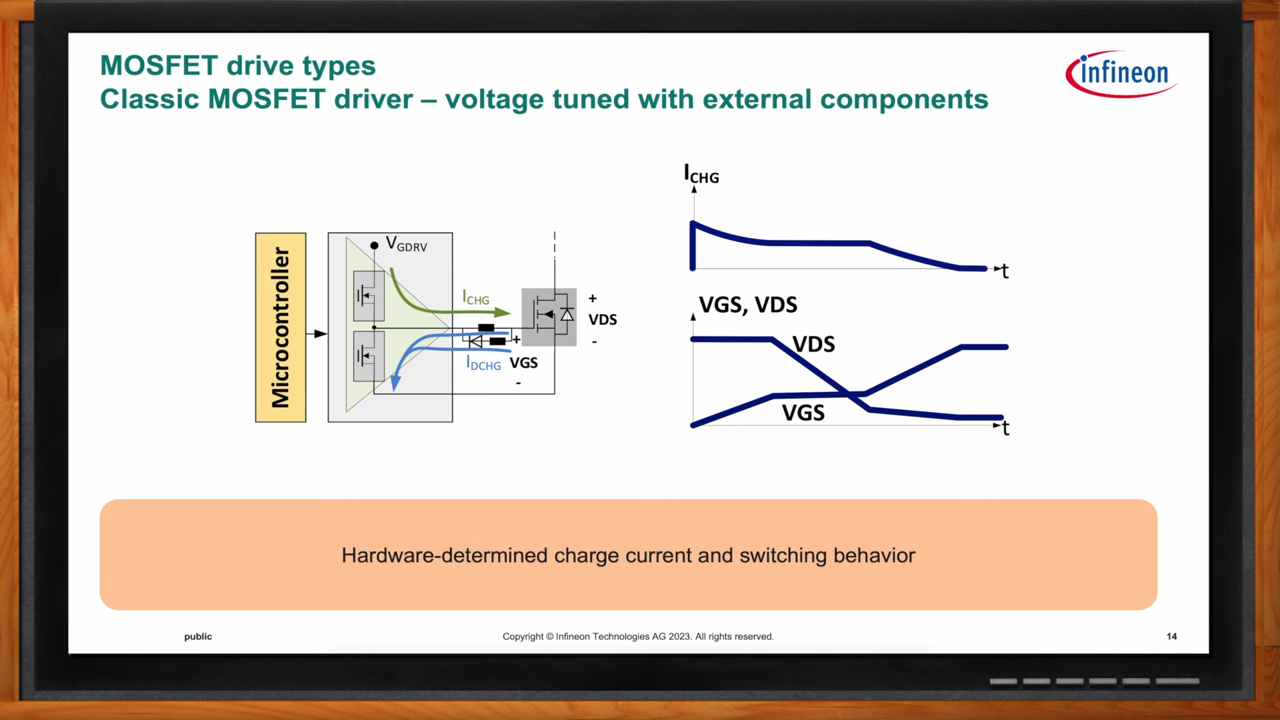 MOSFET drive types
Classic MOSFET driver – voltage tuned with external components
infineon
Microcontroller
VGDRV
ICHG
IDCHG
+
VGS
-
+
VDS
-
ICHG
t
VGS, VDS
VDS
VGS
t
Hardware-determined charge current and switching behavior
public
Copyright © Infineon Technologies AG 2023. All rights reserved.
14